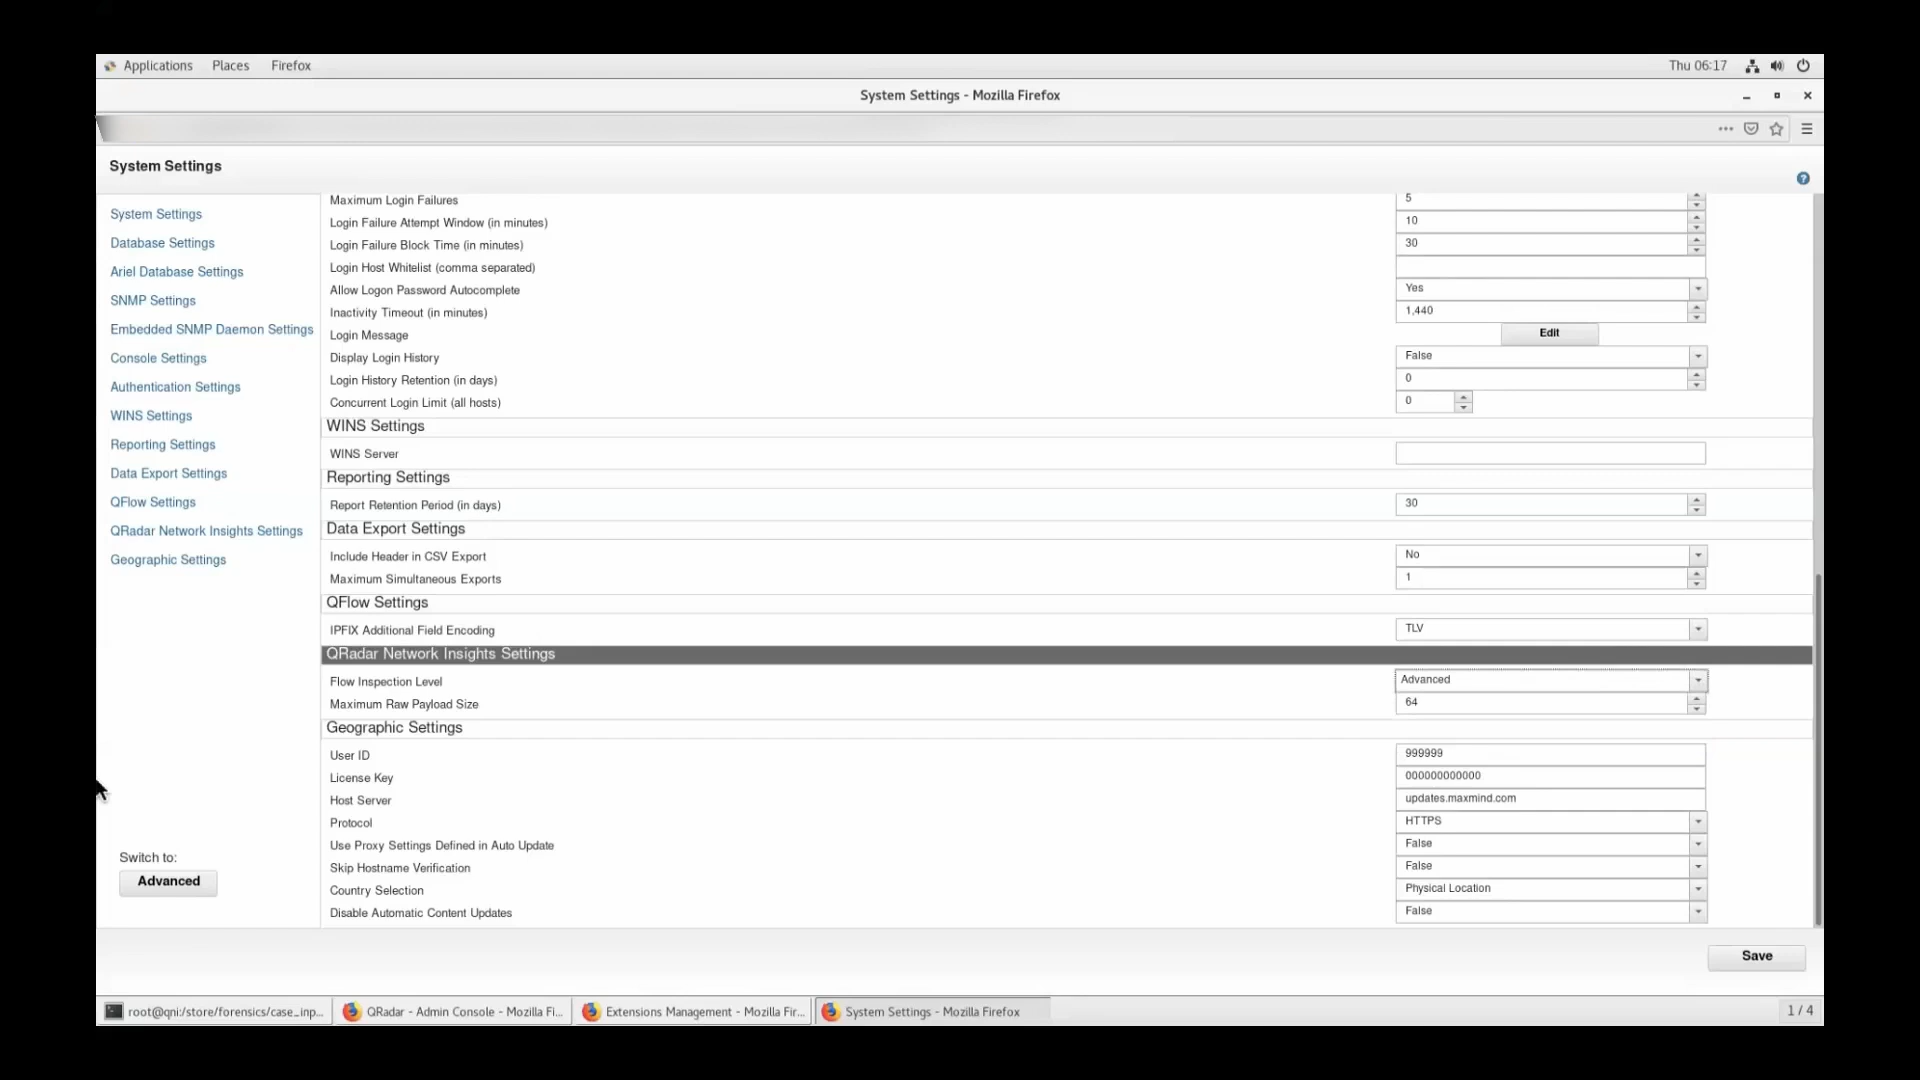 Applications Places Firefox Thu 06:17
System Settings - Mozilla Firefox
System Settings
System Settings
Database Settings
Ariel Database Settings
SNMP Settings
Embedded SNMP Daemon Settings
Console Settings
Authentication Settings
WINS Settings
Reporting Settings
Data Export Settings
QFlow Settings
QRadar Network Insights Settings
Geographic Settings
Switch to:
Advanced
Maximum Login Failures 5
Login Failure Attempt Window (in minutes) 10
Login Failure Block Time (in minutes) 30
Login Host Whitelist (comma separated)
Allow Logon Password Autocomplete Yes
Inactivity Timeout (in minutes) 1,440
Login Message Edit
Display Login History False
Login History Retention (in days) 0
Concurrent Login Limit (all hosts) 0
WINS Settings
WINS Server
Reporting Settings
Report Retention Period (in days) 30
Data Export Settings
Include Header in CSV Export No
Maximum Simultaneous Exports 1
QFlow Settings
IPFIX Additional Field Encoding TLV
QRadar Network Insights Settings
Flow Inspection Level Advanced
Maximum Raw Payload Size 64
Geographic Settings
User ID 999999
License Key 000000000000
Host Server updates.maxmind.com
Protocol HTTPS
Use Proxy Settings Defined in Auto Update False
Skip Hostname Verification False
Country Selection Physical Location
Disable Automatic Content Updates False
Save
root@qni:/store/forensics/case_inp... QRadar - Admin Console - Mozilla Fi... Extensions Management - Mozilla Fir... System Settings - Mozilla Firefox 1 / 4